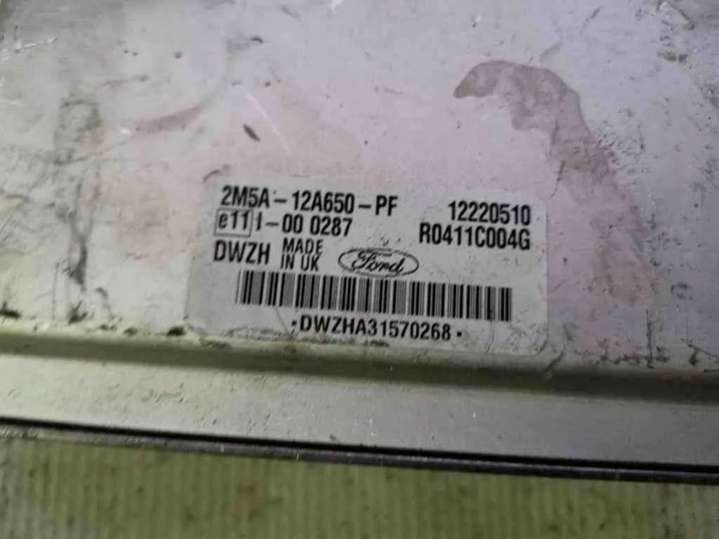 2M5A-12A650-PF 12220510
e11 I-00 0287 R0411C004G
DWZH MADE IN UK Ford
·DWZHA31570268·